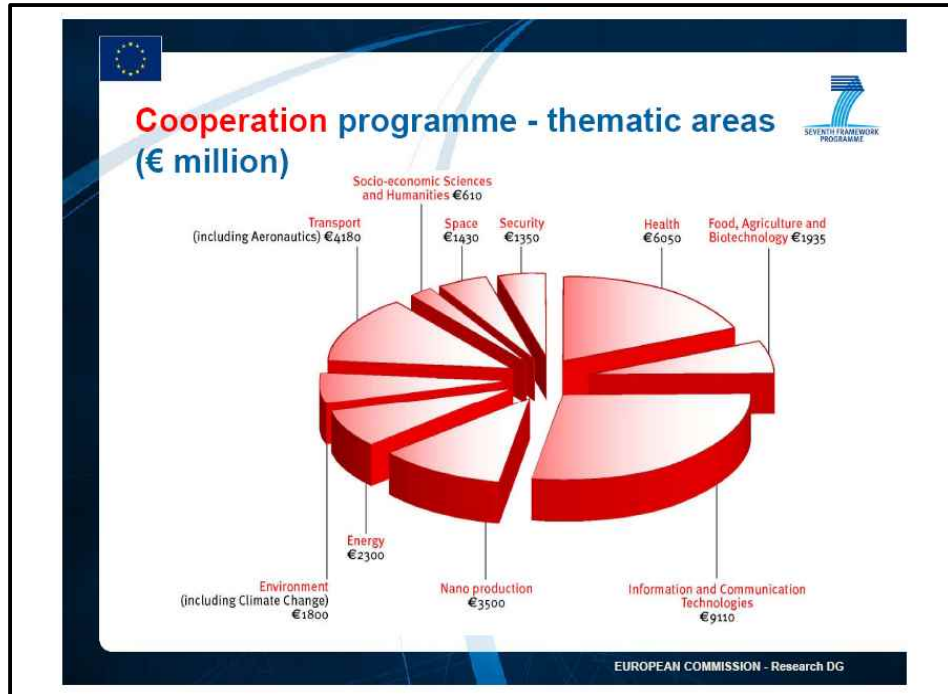 Cooperation programme - thematic areas
(€ million)
7
SEVENTH FRAMEWORK
PROGRAMME
Socio-economic Sciences
and Humanities €610
Transport
(including Aeronautics) €4180
Space
€1430
Security
€1350
Health
€6050
Food, Agriculture and
Biotechnology €1935
Energy
€2300
Environment
(including Climate Change)
€1800
Nano production
€3500
Information and Communication
Technologies
€9110
EUROPEAN COMMISSION - Research DG